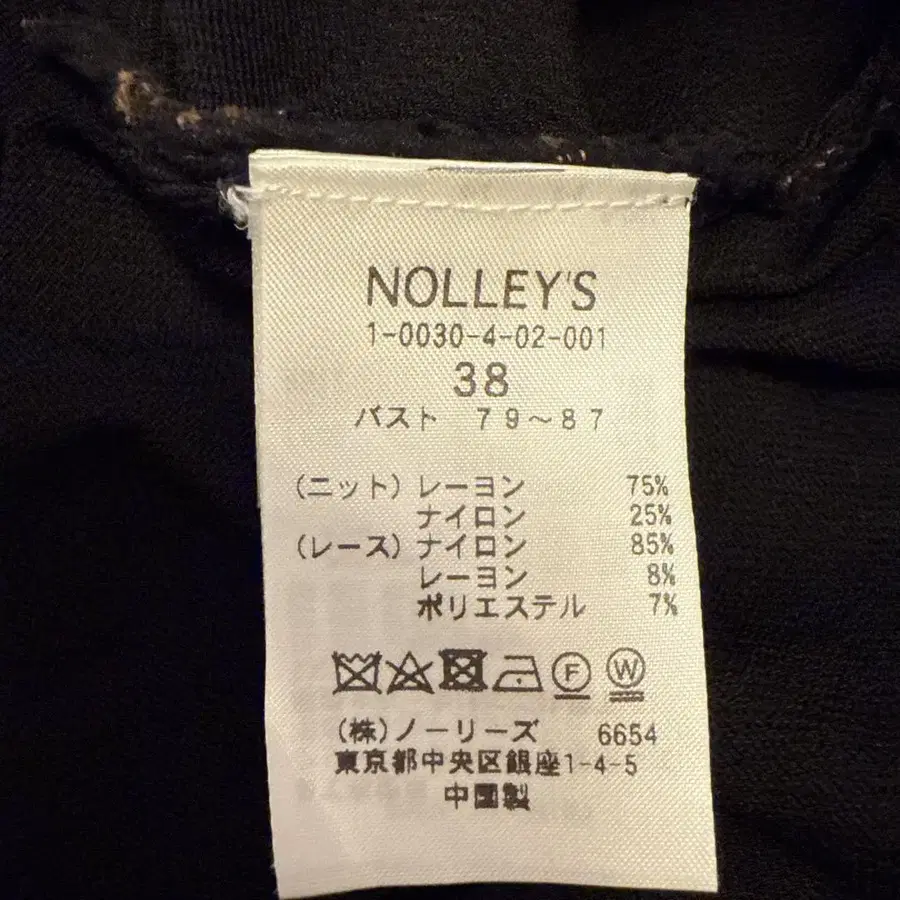 NOLLEY'S
1-0030-4-02-001
38
バスト 79~87
(ニット) レーヨン 75%
ナイロン 25%
(レース) ナイロン 85%
レーヨン 8%
ポリエステル 7%
F W
(株)ノーリーズ 6654
東京都中央区銀座1-4-5
中国製